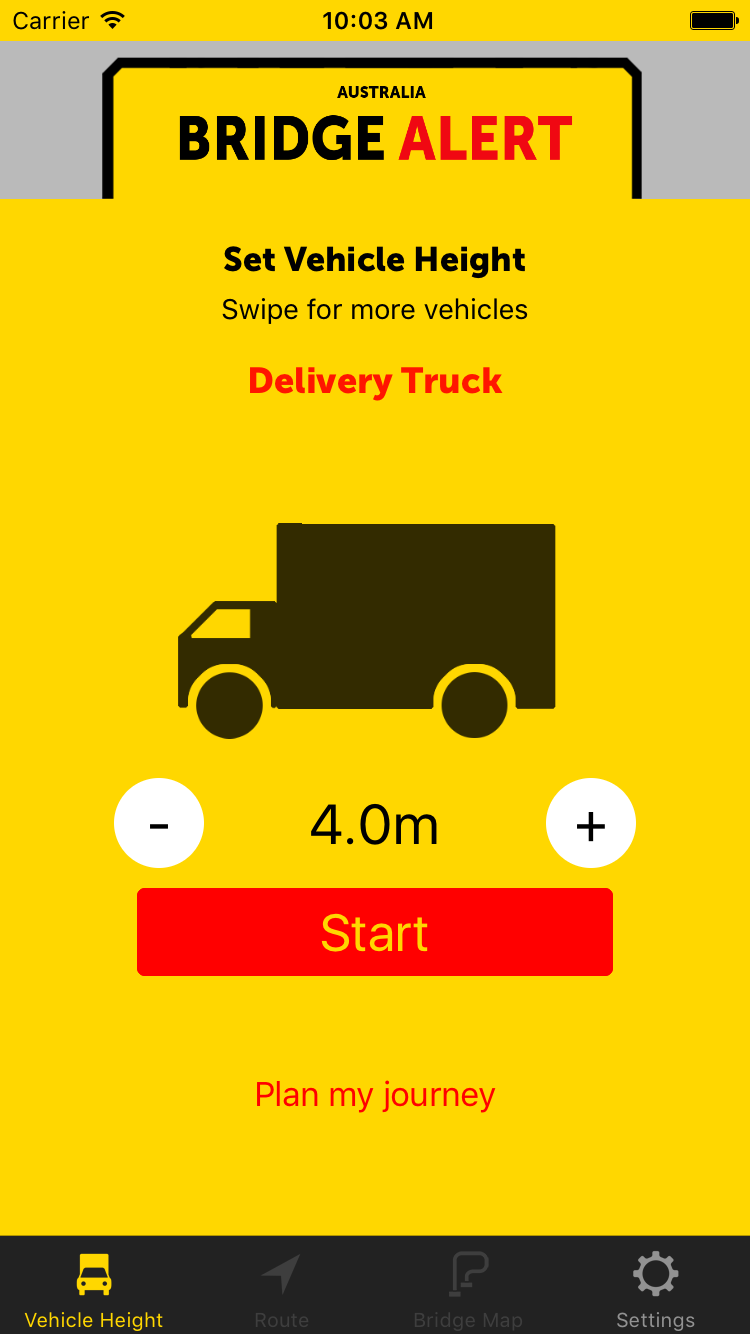 Carrier 10:03 AM
AUSTRALIA
BRIDGE ALERT
Set Vehicle Height
Swipe for more vehicles
Delivery Truck
- 4.0m +
Start
Plan my journey
Vehicle Height Route Bridge Map Settings